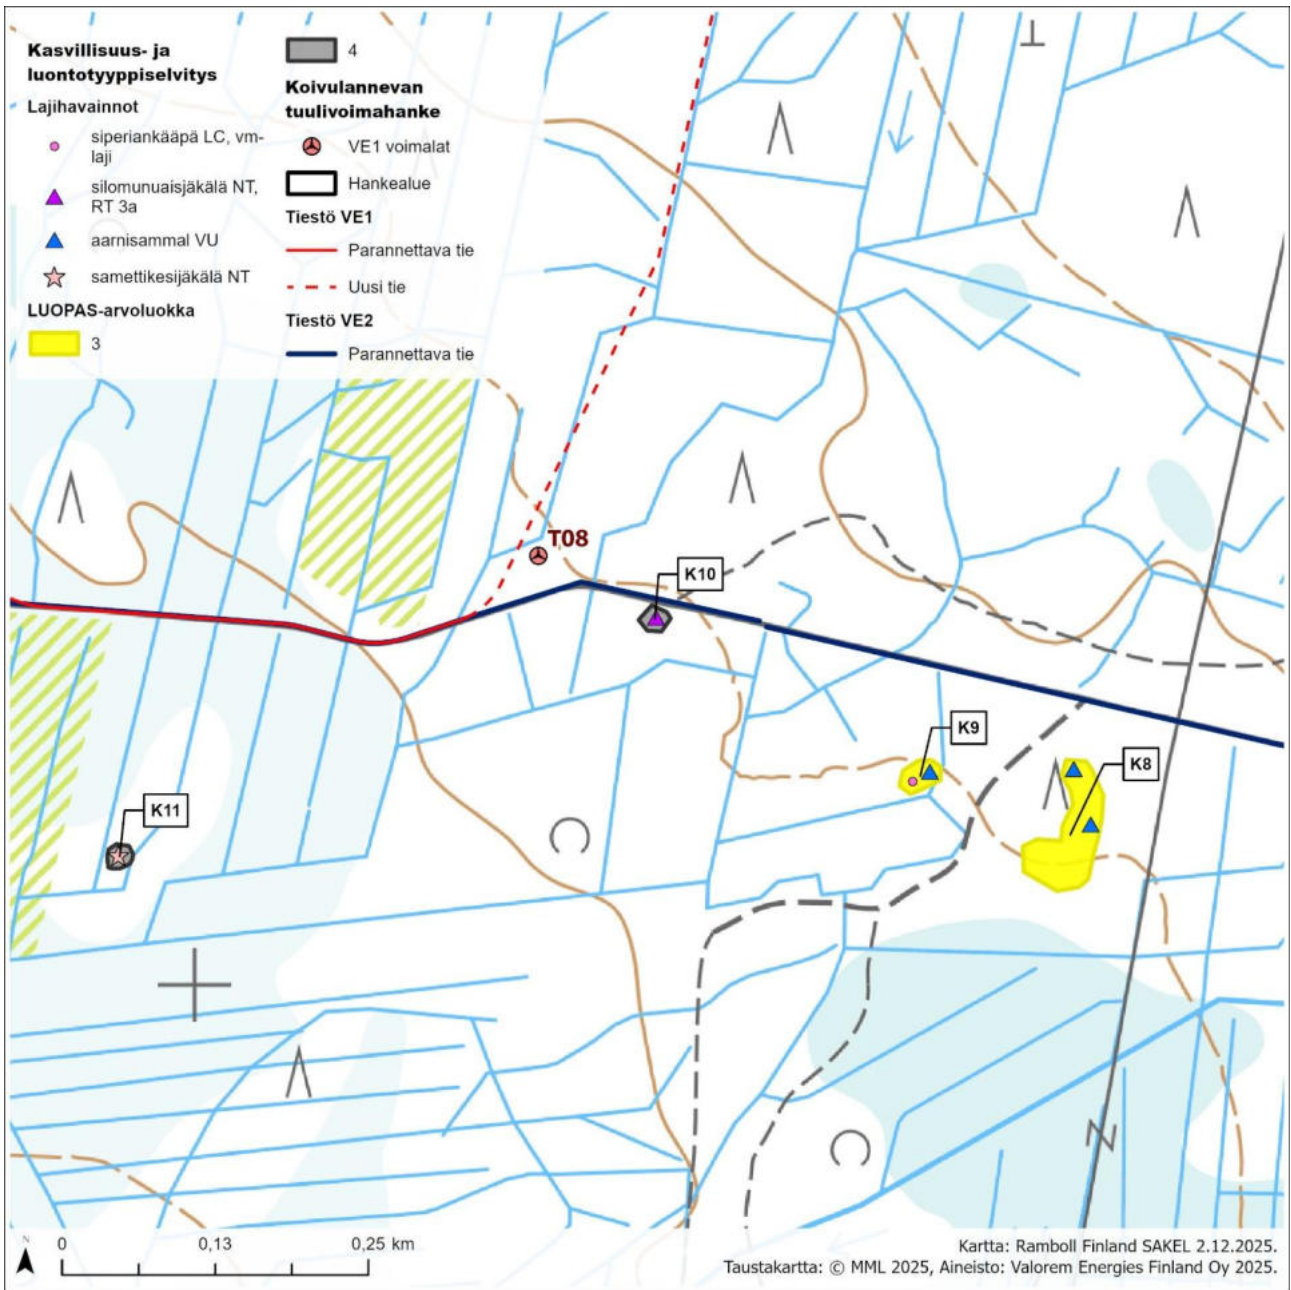 Kasvillisuus- ja
luontotyyppiselvitys
Lajihavainnot
siperiankääpä LC, vm-
laji
silomunuaisjäkälä NT,
RT 3a
aarnisammal VU
samettikesijäkälä NT
LUOPAS-arvoluokka
3
4
Koivulannevan
tuulivoimahanke
VE1 voimalat
Hankealue
Tiestö VE1
Parannettava tie
Uusi tie
Tiestö VE2
Parannettava tie
T08
K10
K9
K8
K11
N
0 0,13 0,25 km
Kartta: Ramboll Finland SAKEL 2.12.2025.
Taustakartta: © MML 2025, Aineisto: Valorem Energies Finland Oy 2025.